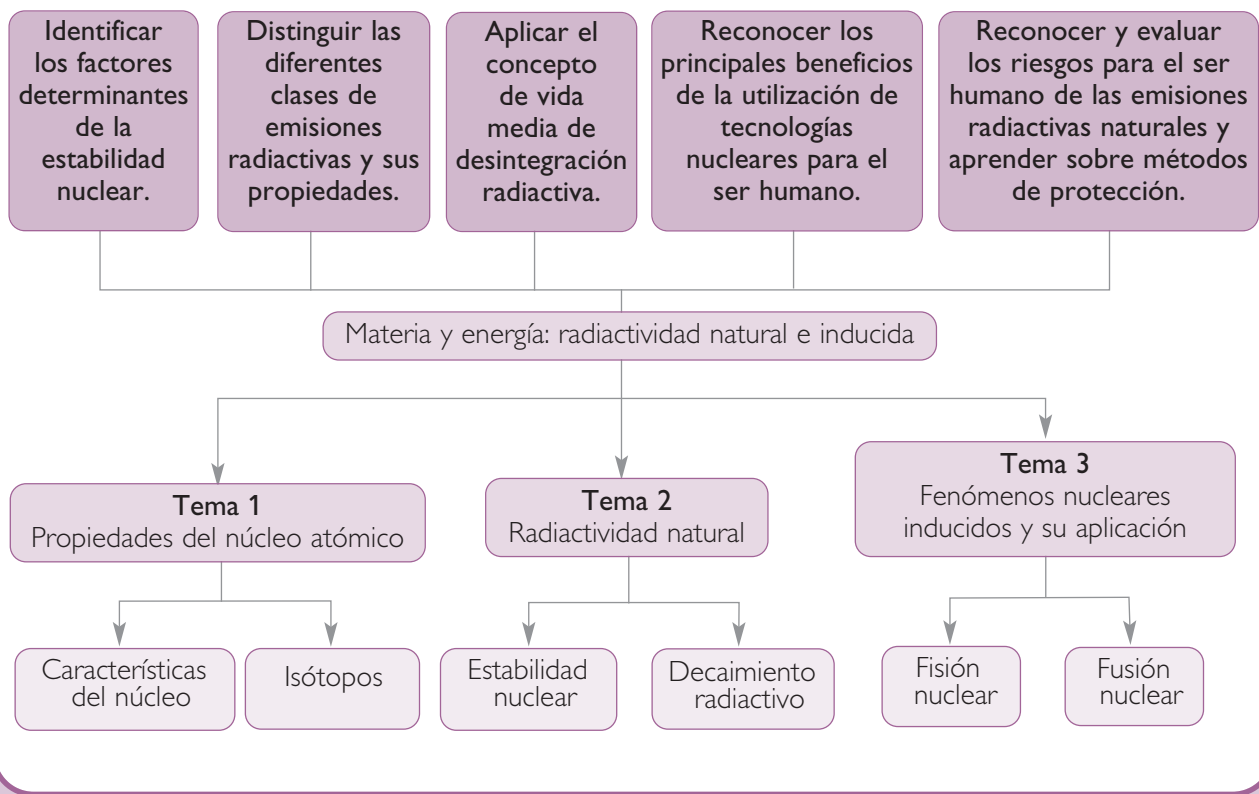 Identificar
los factores
determinantes
de la
estabilidad
nuclear.
Distinguir las
diferentes
clases de
emisiones
radiactivas y sus
propiedades.
Aplicar el
concepto
de vida
media de
desintegración
radiactiva.
Reconocer los
principales beneficios
de la utilización de
tecnologías
nucleares para el
ser humano.
Reconocer y evaluar
los riesgos para el ser
humano de las emisiones
radiactivas naturales y
aprender sobre métodos
de protección.
Materia y energía: radiactividad natural e inducida
Tema 1
Propiedades del núcleo atómico
Tema 2
Radiactividad natural
Tema 3
Fenómenos nucleares
inducidos y su aplicación
Características
del núcleo
Isótopos
Estabilidad
nuclear
Decaimiento
radiactivo
Fisión
nuclear
Fusión
nuclear